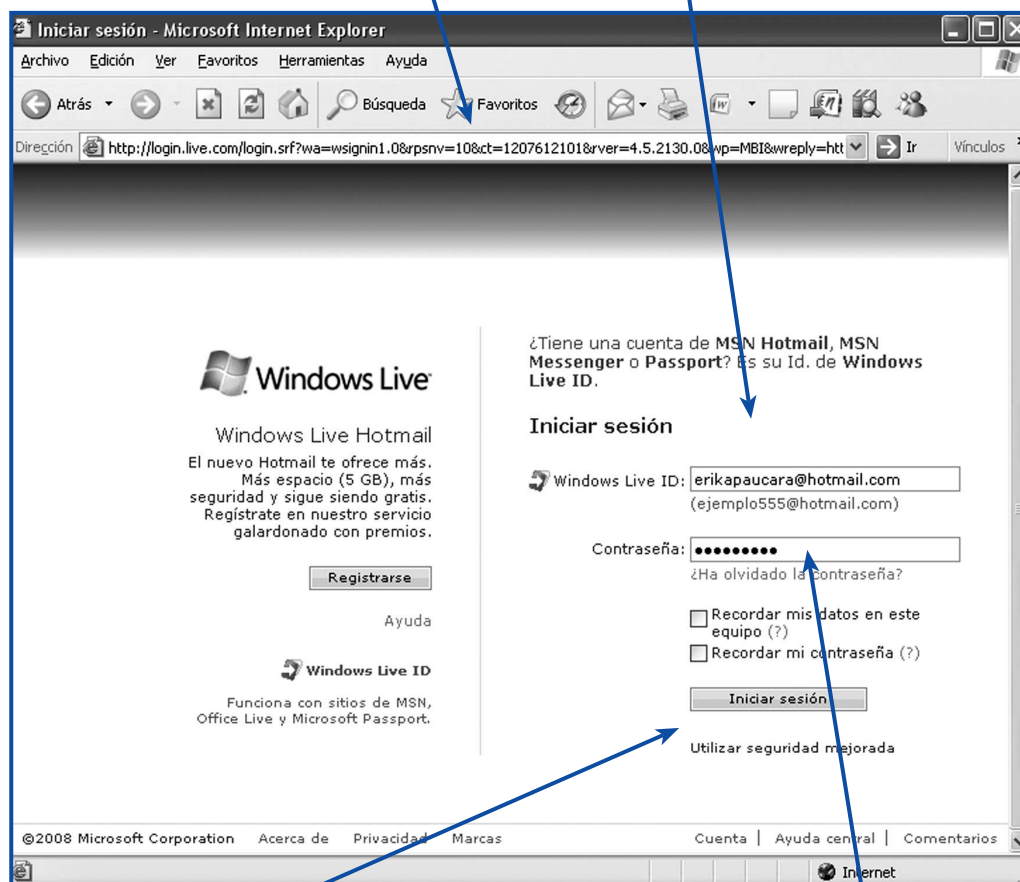 Iniciar sesión - Microsoft Internet Explorer
Archivo Edición Ver Favoritos Herramientas Ayuda
Atrás Búsqueda Favoritos
Dirección http://login.live.com/login.srf?wa=wsignin1.0&rpsnv=10&ct=1207612101&rver=4.5.2130.0&wp=MBI&wreply=htt Ir Vínculos
Windows Live
Windows Live Hotmail
El nuevo Hotmail te ofrece más.
Más espacio (5 GB), más
seguridad y sigue siendo gratis.
Regístrate en nuestro servicio
galardonado con premios.
Registrarse
Ayuda
Windows Live ID
Funciona con sitios de MSN,
Office Live y Microsoft Passport.
¿Tiene una cuenta de MSN Hotmail, MSN
Messenger o Passport? Es su Id. de Windows
Live ID.
Iniciar sesión
Windows Live ID: erikapaucara@hotmail.com
(ejemplo555@hotmail.com)
Contraseña: •••••••••
¿Ha olvidado la contraseña?
Recordar mis datos en este
equipo (?)
Recordar mi contraseña (?)
Iniciar sesión
Utilizar seguridad mejorada
©2008 Microsoft Corporation Acerca de Privacidad Marcas Cuenta | Ayuda central | Comentarios
Internet